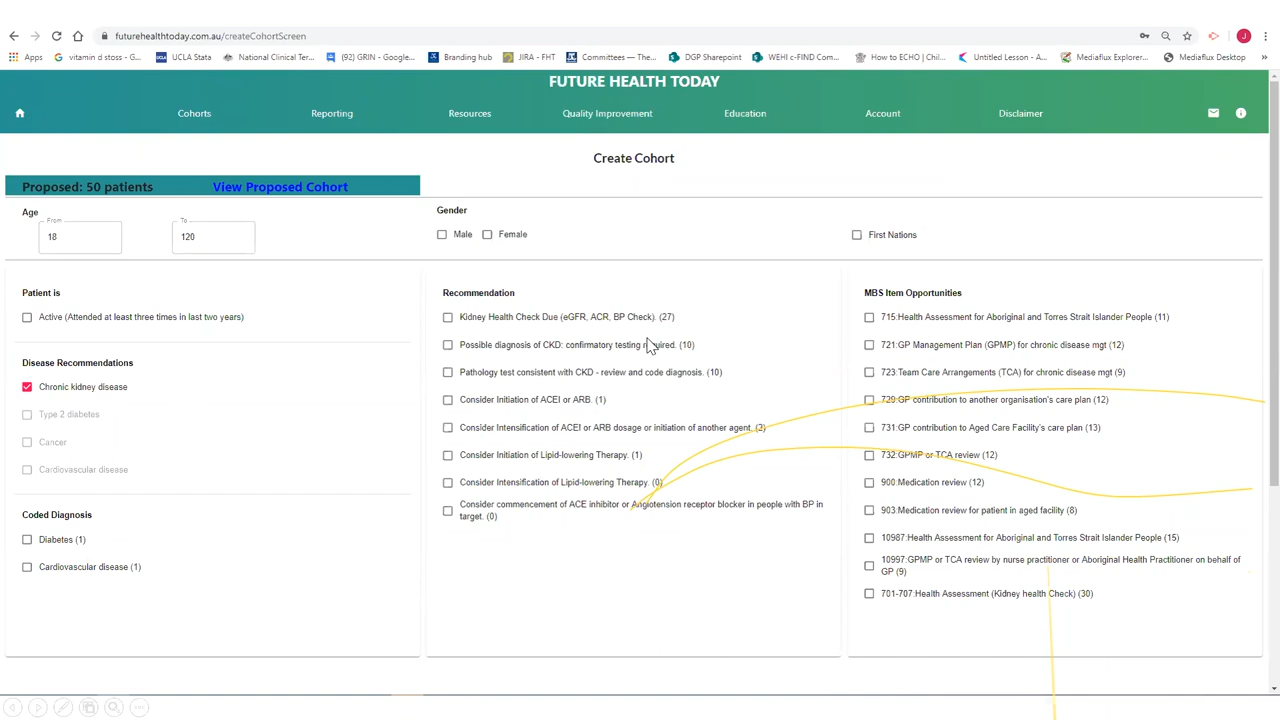 futurehealthtoday.com.au/createCohortScreen
J
Apps
vitamin d stoss - G...
UCLA Stata
National Clinical Ter...
(92) GRIN - Google...
Branding hub
JIRA - FHT
Committees — The...
DGP Sharepoint
WEHI c-FIND Com...
How to ECHO | Chil...
Untitled Lesson - A...
Mediaflux Explorer...
Mediaflux Desktop
»
FUTURE HEALTH TODAY
Cohorts
Reporting
Resources
Quality Improvement
Education
Account
Disclaimer
Create Cohort
Proposed: 50 patients
View Proposed Cohort
Age
From
18
To
120
Gender
Male
Female
First Nations
Patient is
Active (Attended at least three times in last two years)
Disease Recommendations
Chronic kidney disease
Type 2 diabetes
Cancer
Cardiovascular disease
Coded Diagnosis
Diabetes (1)
Cardiovascular disease (1)
Recommendation
Kidney Health Check Due (eGFR, ACR, BP Check). (27)
Possible diagnosis of CKD: confirmatory testing required. (10)
Pathology test consistent with CKD - review and code diagnosis. (10)
Consider Initiation of ACEI or ARB. (1)
Consider Intensification of ACEI or ARB dosage or initiation of another agent. (2)
Consider Initiation of Lipid-lowering Therapy. (1)
Consider Intensification of Lipid-lowering Therapy. (0)
Consider commencement of ACE inhibitor or Angiotension receptor blocker in people with BP in
target. (0)
MBS Item Opportunities
715:Health Assessment for Aboriginal and Torres Strait Islander People (11)
721:GP Management Plan (GPMP) for chronic disease mgt (12)
723:Team Care Arrangements (TCA) for chronic disease mgt (9)
729:GP contribution to another organisation's care plan (12)
731:GP contribution to Aged Care Facility's care plan (13)
732:GPMP or TCA review (12)
900:Medication review (12)
903:Medication review for patient in aged facility (8)
10987:Health Assessment for Aboriginal and Torres Strait Islander People (15)
10997:GPMP or TCA review by nurse practitioner or Aboriginal Health Practitioner on behalf of
GP (9)
701-707:Health Assessment (Kidney health Check) (30)